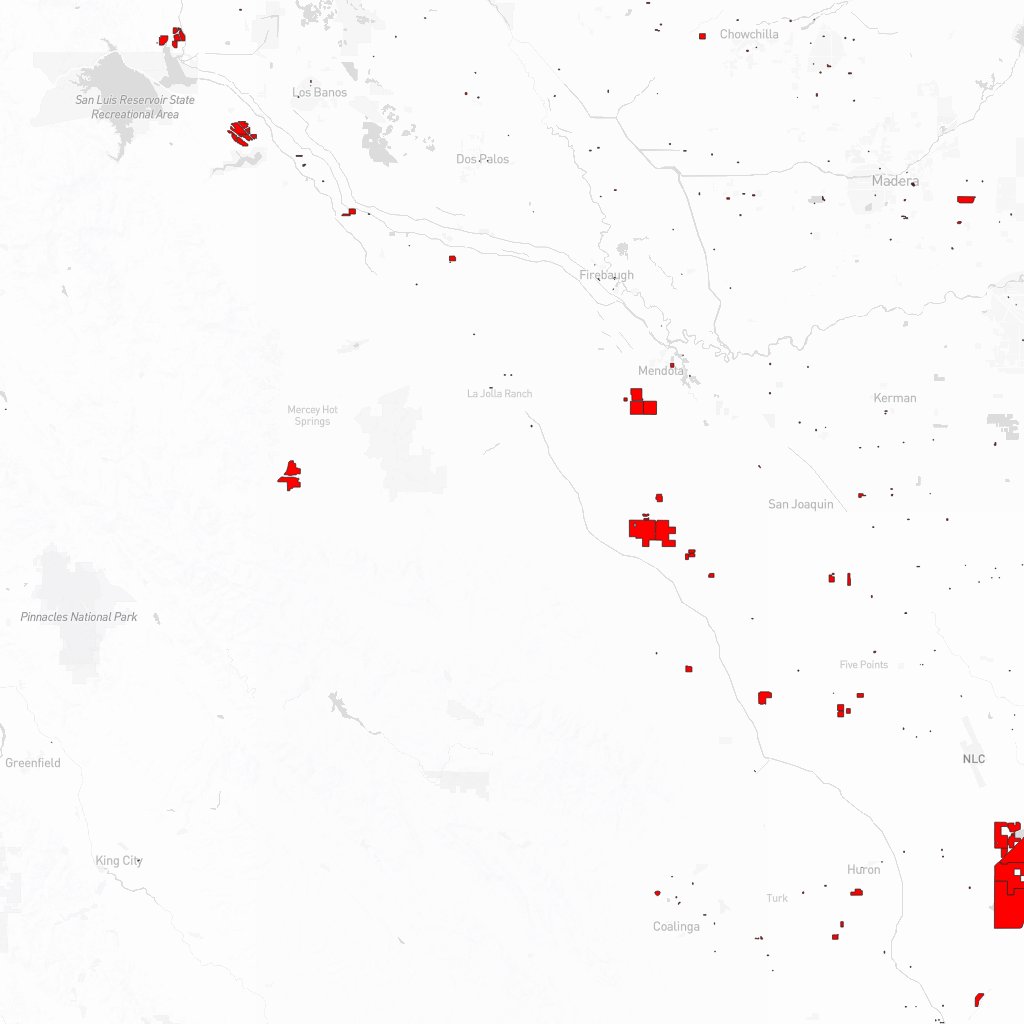 Chowchilla
San Luis Reservoir State
Recreational Area
Los Banos
Dos Palos
Madera
Firebaugh
Mendota
La Jolla Ranch
Kerman
Mercey Hot
Springs
San Joaquin
Pinnacles National Park
Five Points
Greenfield
NLC
King City
Huron
Turk
Coalinga